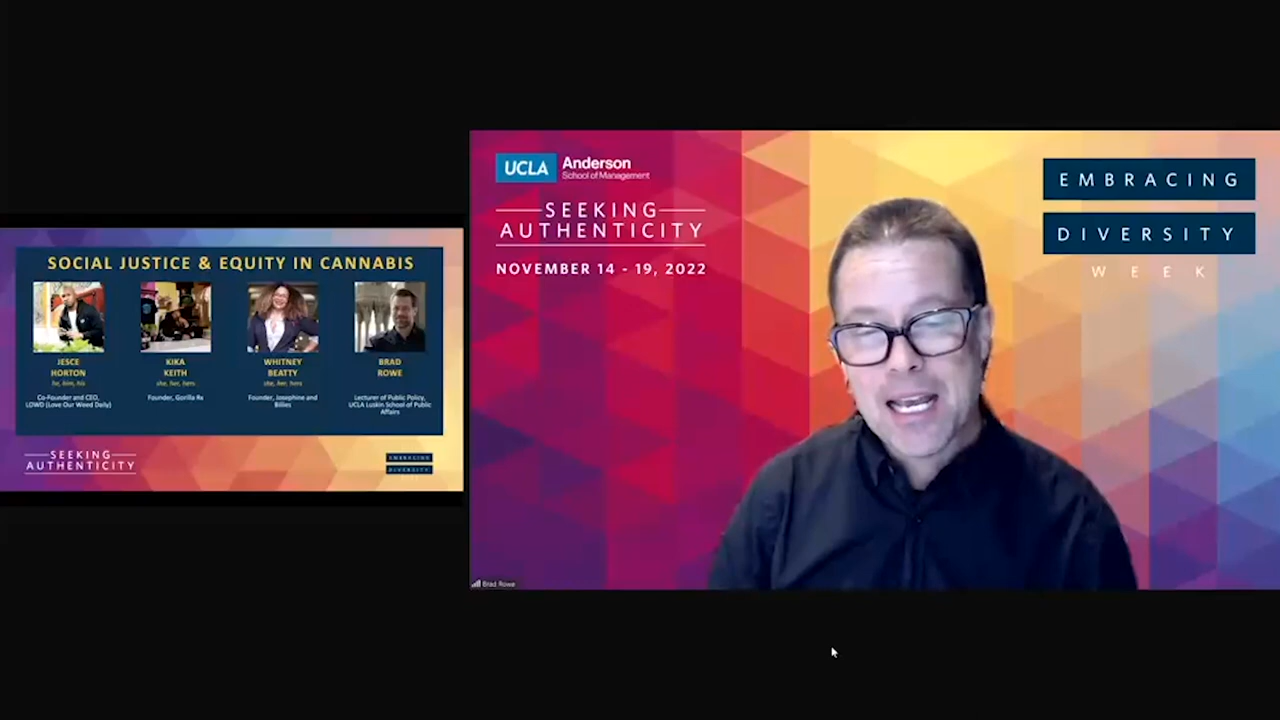 SOCIAL JUSTICE & EQUITY IN CANNABIS
JESCE
HORTON
he, him, his
Co-Founder and CEO,
LOWD (Love Our Weed Daily)
KIKA
KEITH
she, her, hers
Founder, Gorilla Rx
WHITNEY
BEATTY
she, her, hers
Founder, Josephine and
Billies
BRAD
ROWE
Lecturer of Public Policy,
UCLA Luskin School of Public
Affairs
SEEKING
AUTHENTICITY
EMBRACING
DIVERSITY
UCLA Anderson
School of Management
SEEKING
AUTHENTICITY
NOVEMBER 14 - 19, 2022
EMBRACING
DIVERSITY
WEEK
Brad Rowe